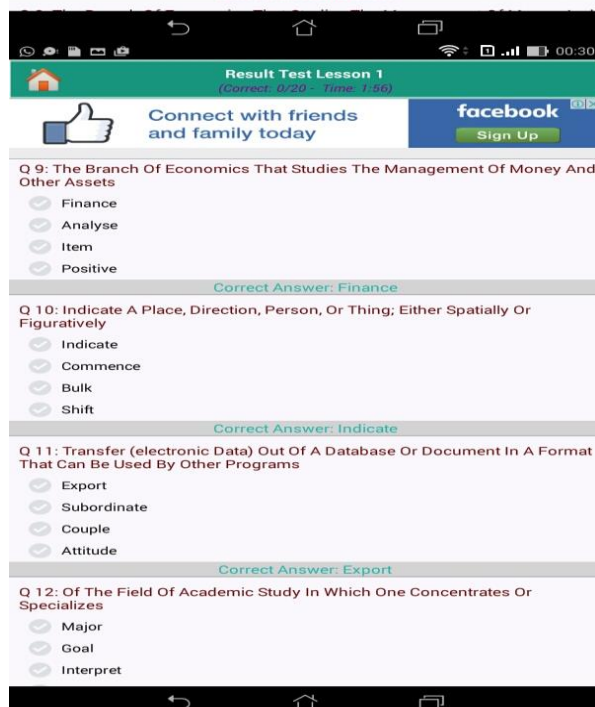 00:30
Result Test Lesson 1
(Correct: 0/20 - Time: 1:56)
Connect with friends
and family today
facebook
Sign Up
Q 9: The Branch Of Economics That Studies The Management Of Money And
Other Assets
Finance
Analyse
Item
Positive
Correct Answer: Finance
Q 10: Indicate A Place, Direction, Person, Or Thing; Either Spatially Or
Figuratively
Indicate
Commence
Bulk
Shift
Correct Answer: Indicate
Q 11: Transfer (electronic Data) Out Of A Database Or Document In A Format
That Can Be Used By Other Programs
Export
Subordinate
Couple
Attitude
Correct Answer: Export
Q 12: Of The Field Of Academic Study In Which One Concentrates Or
Specializes
Major
Goal
Interpret